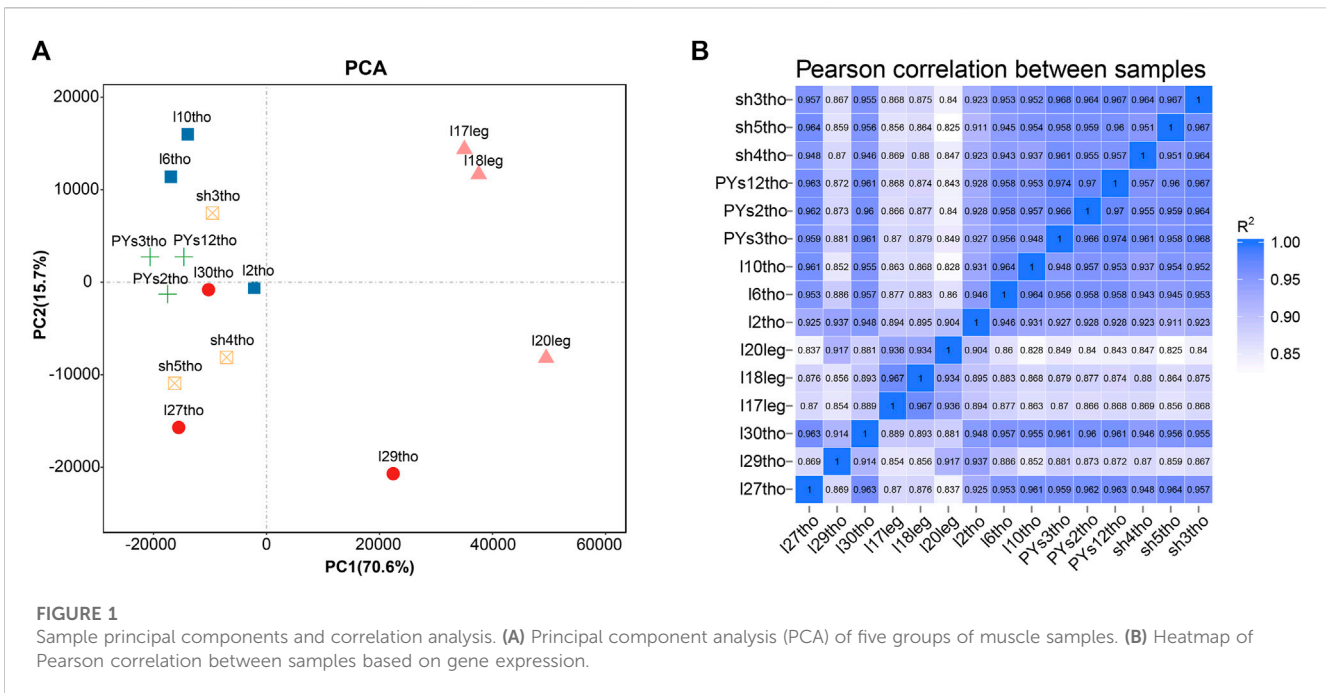 A
PCA
20000
10000
0
-10000
-20000
PC2(15.7%)
l10tho
l6tho
sh3tho
PYs3tho
PYs12tho
PYs2tho
l30tho
l2tho
sh4tho
sh5tho
l27tho
l29tho
l17leg
l18leg
l20leg
-20000 0 20000 40000 60000
PC1(70.6%)
B
Pearson correlation between samples
sh3tho 0.957 0.867 0.955 0.868 0.875 0.84 0.923 0.953 0.952 0.968 0.964 0.967 0.964 0.967 1
sh5tho 0.964 0.859 0.956 0.856 0.864 0.825 0.911 0.945 0.954 0.958 0.959 0.96 0.951 1 0.967
sh4tho 0.948 0.87 0.946 0.869 0.88 0.847 0.923 0.943 0.937 0.961 0.955 0.957 1 0.951 0.964
PYs12tho 0.963 0.872 0.961 0.868 0.874 0.843 0.928 0.958 0.953 0.974 0.97 1 0.957 0.96 0.967
PYs2tho 0.962 0.873 0.96 0.866 0.877 0.84 0.928 0.958 0.957 0.966 1 0.97 0.955 0.959 0.964
PYs3tho 0.959 0.881 0.961 0.87 0.879 0.849 0.927 0.956 0.948 1 0.966 0.974 0.961 0.958 0.968
l10tho 0.961 0.852 0.955 0.863 0.868 0.828 0.931 0.964 1 0.948 0.957 0.953 0.937 0.954 0.952
l6tho 0.953 0.886 0.957 0.877 0.883 0.86 0.946 1 0.964 0.956 0.958 0.958 0.943 0.945 0.953
l2tho 0.925 0.937 0.948 0.894 0.895 0.904 1 0.946 0.931 0.927 0.928 0.928 0.923 0.911 0.923
l20leg 0.837 0.917 0.881 0.936 0.934 1 0.904 0.86 0.828 0.849 0.84 0.843 0.847 0.825 0.84
l18leg 0.876 0.856 0.893 0.967 1 0.934 0.895 0.883 0.868 0.879 0.877 0.874 0.88 0.864 0.875
l17leg 0.87 0.854 0.889 1 0.967 0.936 0.894 0.877 0.863 0.87 0.866 0.868 0.869 0.856 0.868
l30tho 0.963 0.914 1 0.889 0.893 0.881 0.948 0.957 0.955 0.961 0.96 0.961 0.946 0.956 0.955
l29tho 0.869 1 0.914 0.854 0.856 0.917 0.937 0.886 0.852 0.881 0.873 0.872 0.87 0.859 0.867
l27tho 1 0.869 0.963 0.87 0.876 0.837 0.925 0.953 0.961 0.959 0.962 0.963 0.948 0.964 0.957
l27tho l29tho l30tho l17leg l18leg l20leg l2tho l6tho l10tho PYs3tho PYs2tho PYs12tho sh4tho sh5tho sh3tho
R²
1.00
0.95
0.90
0.85
FIGURE 1
Sample principal components and correlation analysis. (A) Principal component analysis (PCA) of five groups of muscle samples. (B) Heatmap of
Pearson correlation between samples based on gene expression.